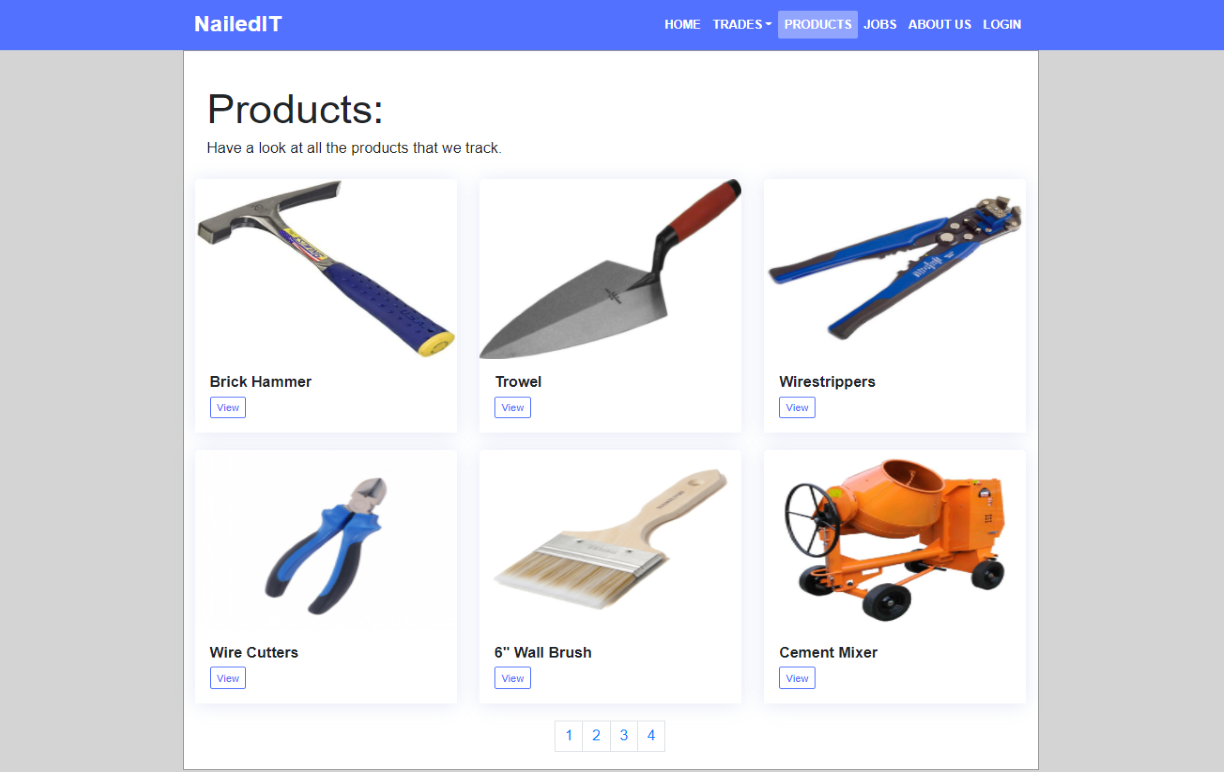 NailedIT
HOME TRADES PRODUCTS JOBS ABOUT US LOGIN
Products:
Have a look at all the products that we track.
Brick Hammer
View
Trowel
View
Wirestrippers
View
Wire Cutters
View
6" Wall Brush
View
Cement Mixer
View
1 2 3 4